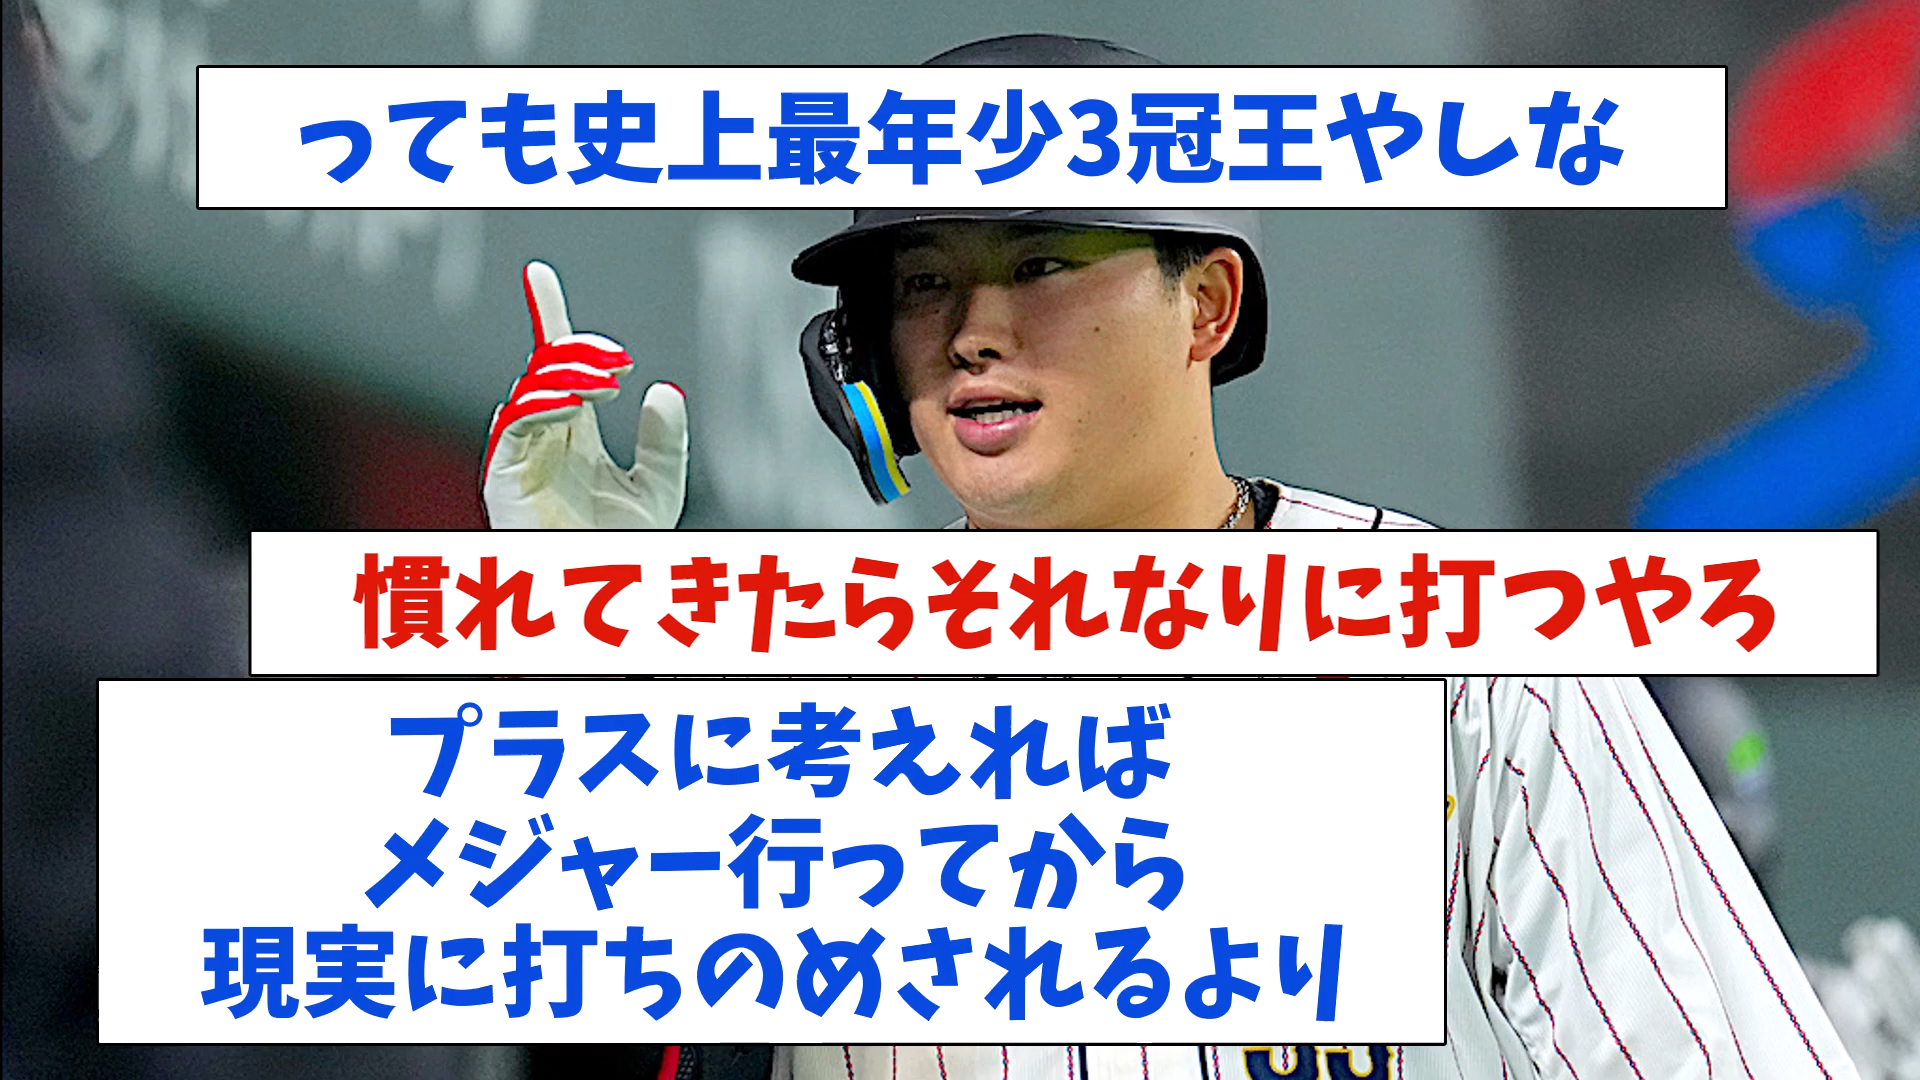 っても史上最年少3冠王やしな
慣れてきたらそれなりに打つやろ
プラスに考えれば
メジャー行ってから
現実に打ちのめされるより
55